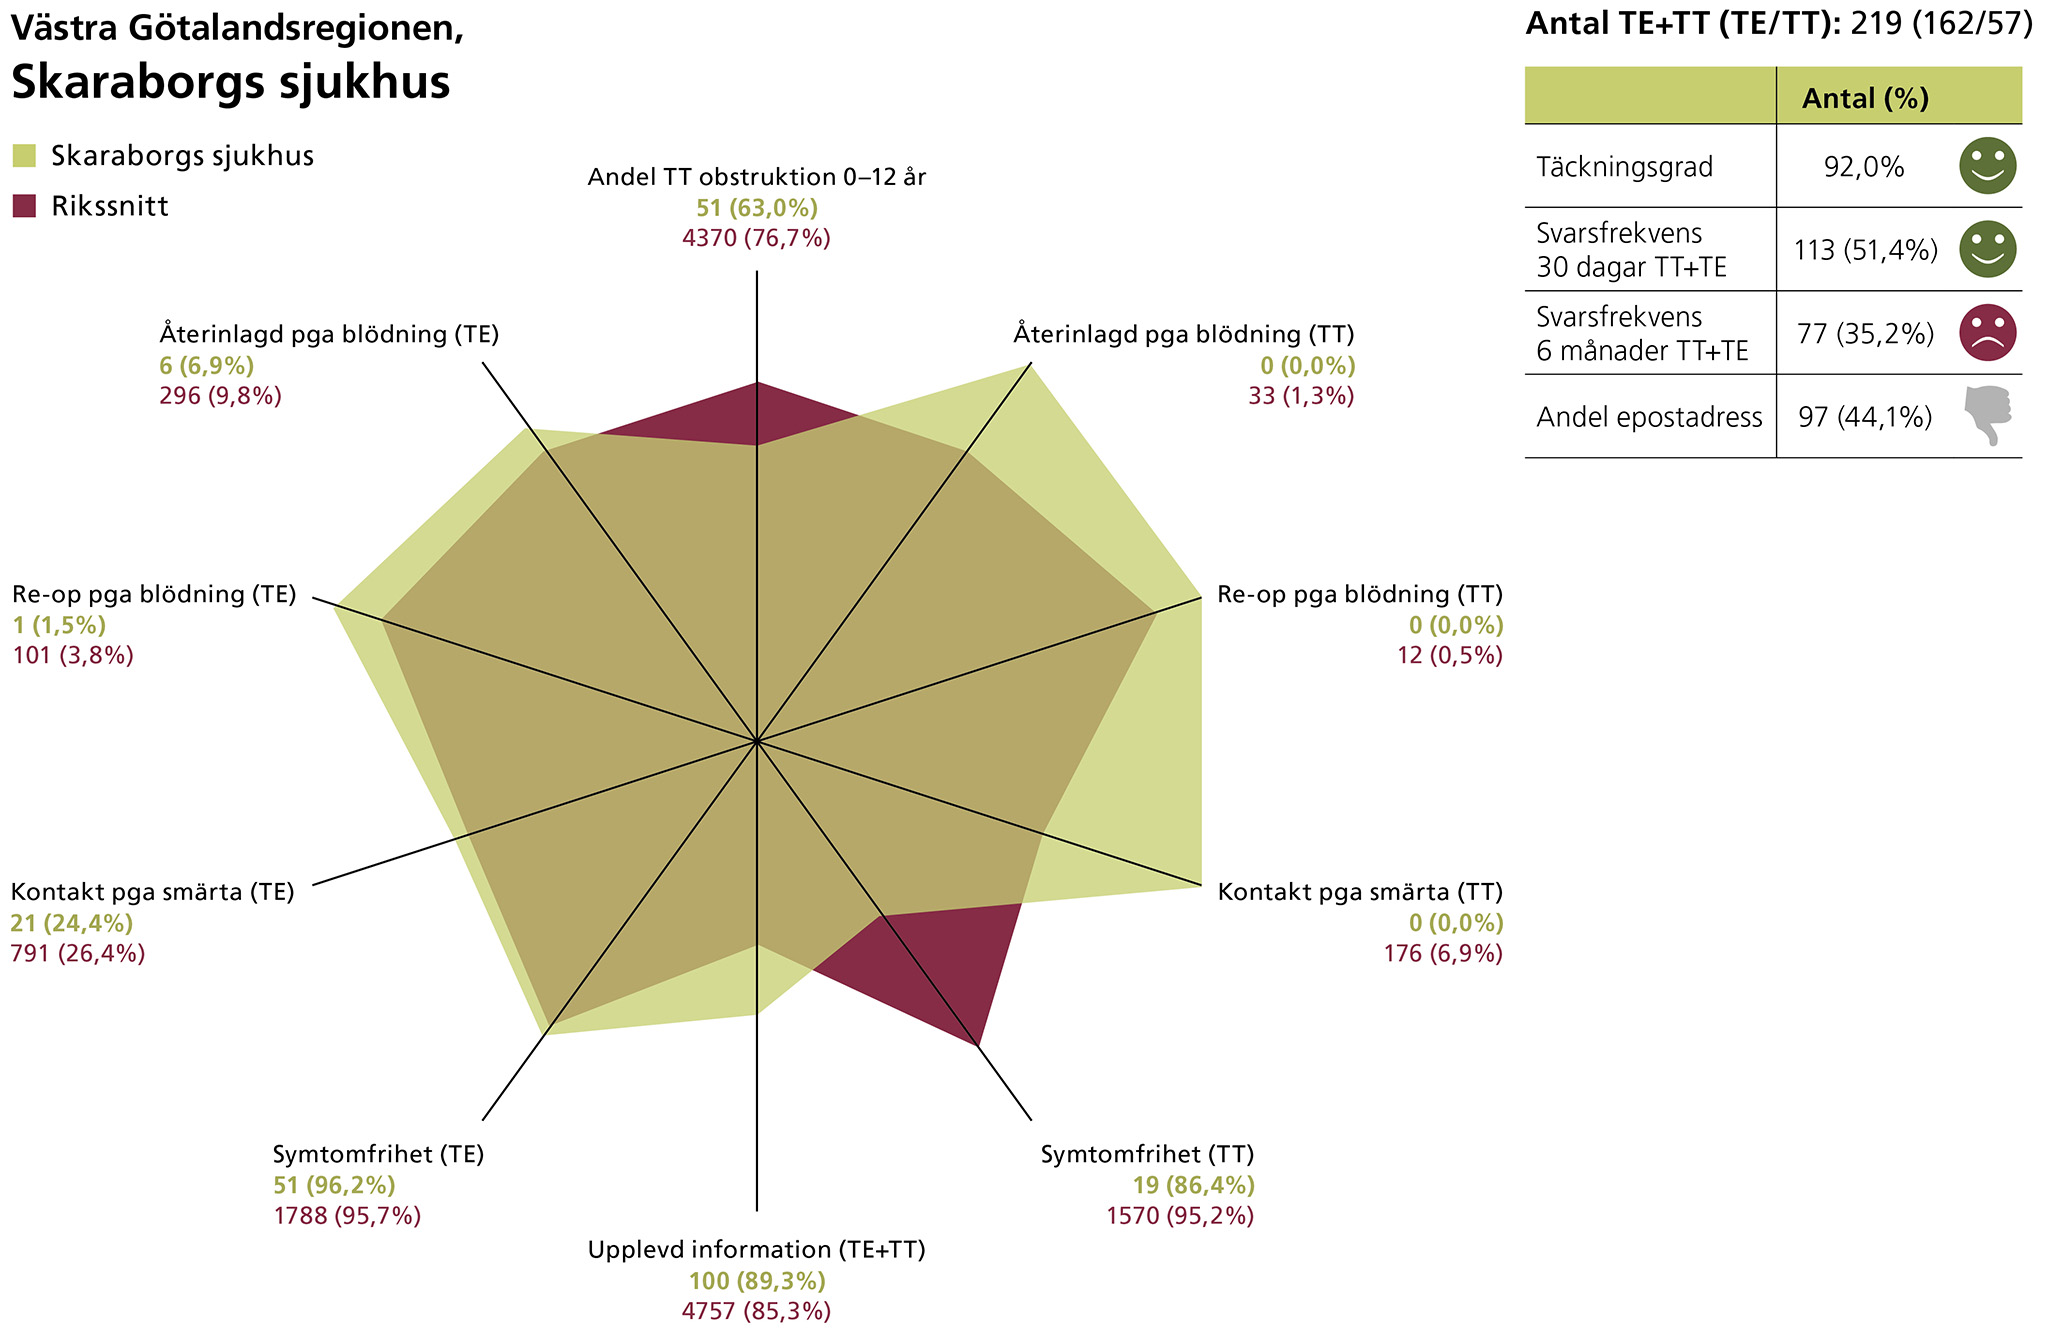 Västra Götalandsregionen,
Skaraborgs sjukhus
Skaraborgs sjukhus
Rikssnitt
Antal TE+TT (TE/TT): 219 (162/57)
Antal (%)
Täckningsgrad 92,0%
Svarsfrekvens
30 dagar TT+TE 113 (51,4%)
Svarsfrekvens
6 månader TT+TE 77 (35,2%)
Andel epostadress 97 (44,1%)
Andel TT obstruktion 0–12 år
51 (63,0%)
4370 (76,7%)
Återinlagd pga blödning (TT)
0 (0,0%)
33 (1,3%)
Re-op pga blödning (TT)
0 (0,0%)
12 (0,5%)
Kontakt pga smärta (TT)
0 (0,0%)
176 (6,9%)
Symtomfrihet (TT)
19 (86,4%)
1570 (95,2%)
Upplevd information (TE+TT)
100 (89,3%)
4757 (85,3%)
Symtomfrihet (TE)
51 (96,2%)
1788 (95,7%)
Kontakt pga smärta (TE)
21 (24,4%)
791 (26,4%)
Re-op pga blödning (TE)
1 (1,5%)
101 (3,8%)
Återinlagd pga blödning (TE)
6 (6,9%)
296 (9,8%)